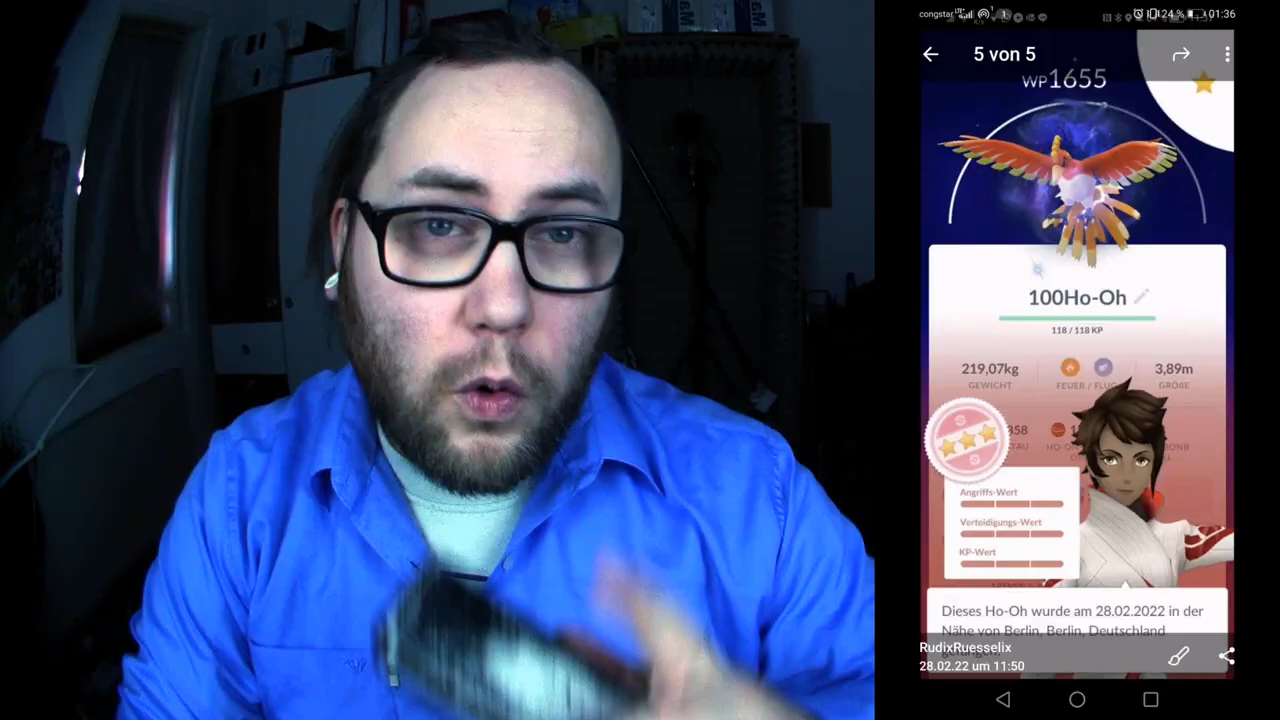 congstar
24 %
01:36
5 von 5
WP1655
100Ho-Oh
118 / 118 KP
219,07kg
GEWICHT
FEUER / FLUG
3,89m
GRÖßE
Angriffs-Wert
Verteidigungs-Wert
KP-Wert
Dieses Ho-Oh wurde am 28.02.2022 in der
Nähe von Berlin, Berlin, Deutschland
gefangen.
RudixRuesselix
28.02.22 um 11:50